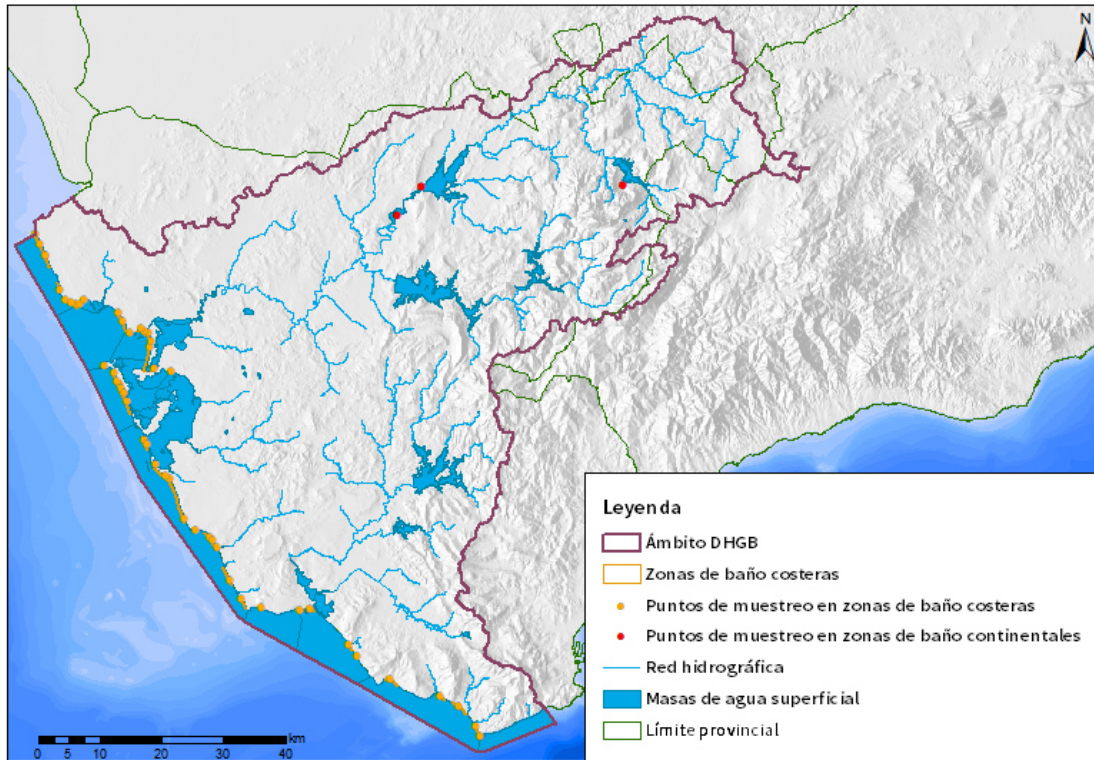 N
Leyenda
Ámbito DHGB
Zonas de baño costeras
Puntos de muestreo en zonas de baño costeras
Puntos de muestreo en zonas de baño continentales
Red hidrográfica
Masas de agua superficial
Límite provincial
km
0 5 10 20 30 40